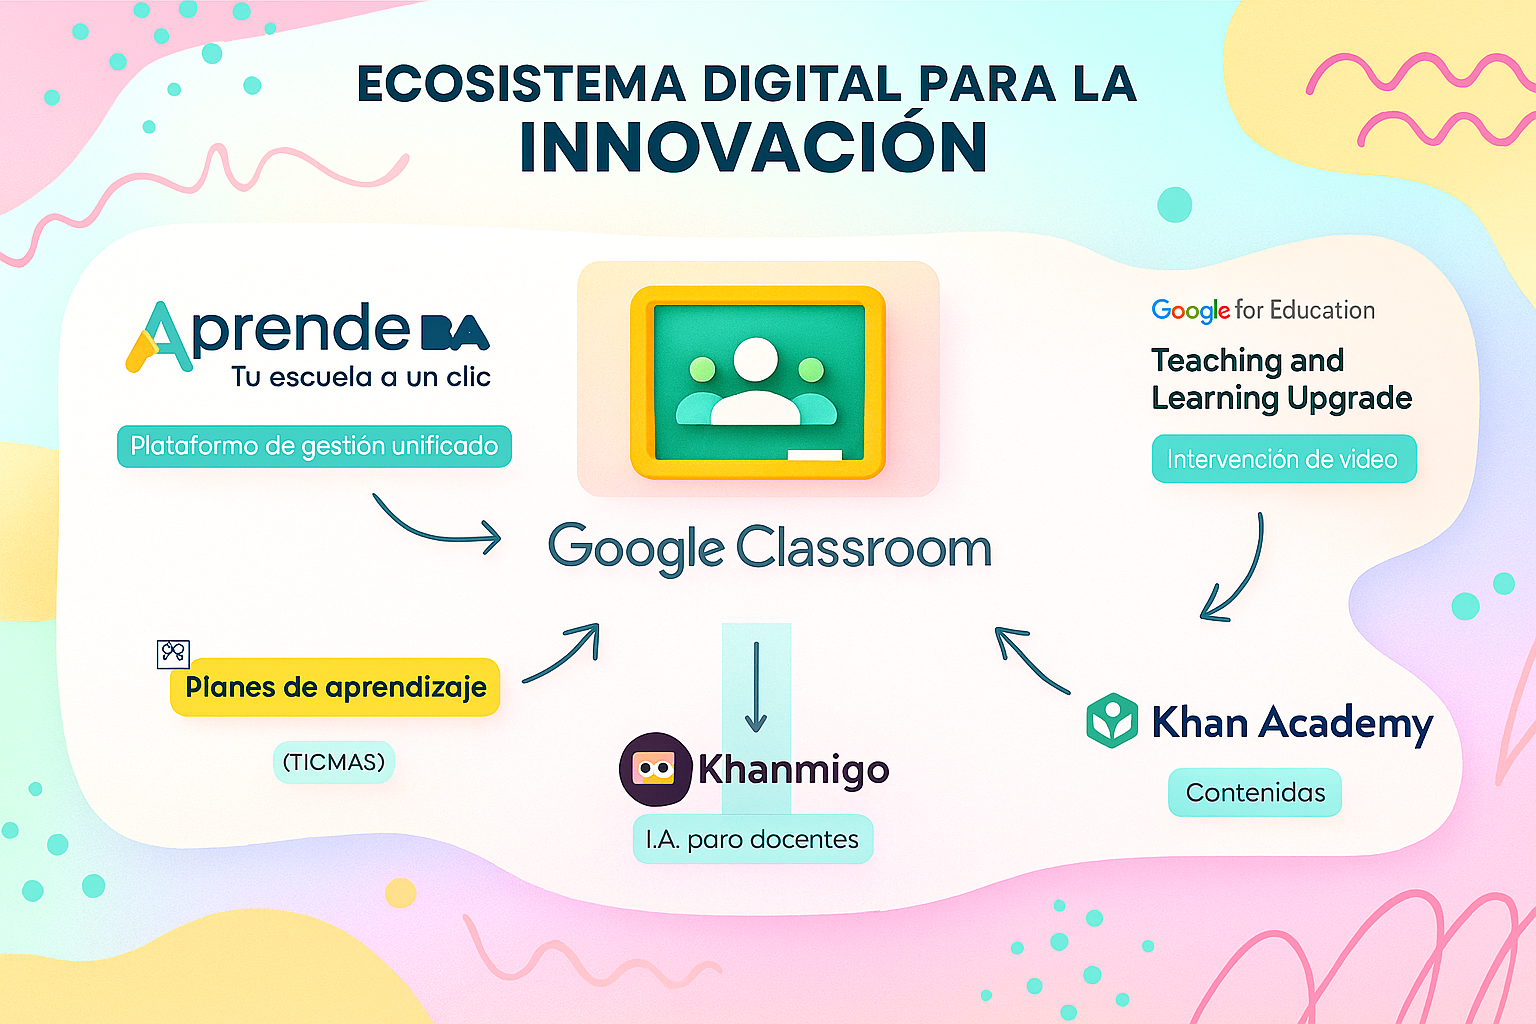 ECOSISTEMA DIGITAL PARA LA
INNOVACIÓN
Aprende BA
Tu escuela a un clic
Plataformo de gestión unificado
Google for Education
Teaching and
Learning Upgrade
Intervención de video
Google Classroom
Planes de aprendizaje
(TICMAS)
Khanmigo
I.A. paro docentes
Khan Academy
Contenidas